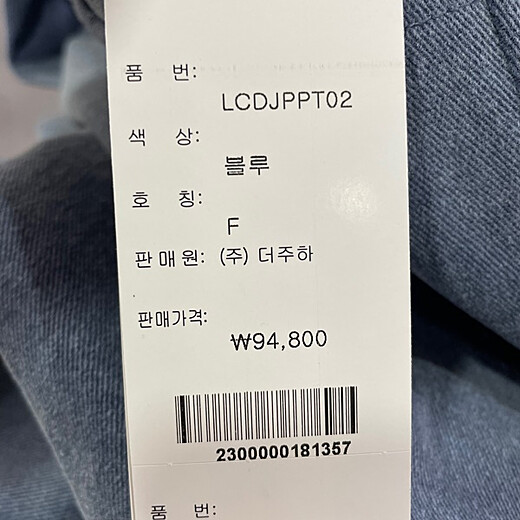 품 번:
LCDJPPT02
색 상:
블루
호 칭:
F
판매원: (주) 더주하
판매가격:
₩94,800
2300000181357
품 번: